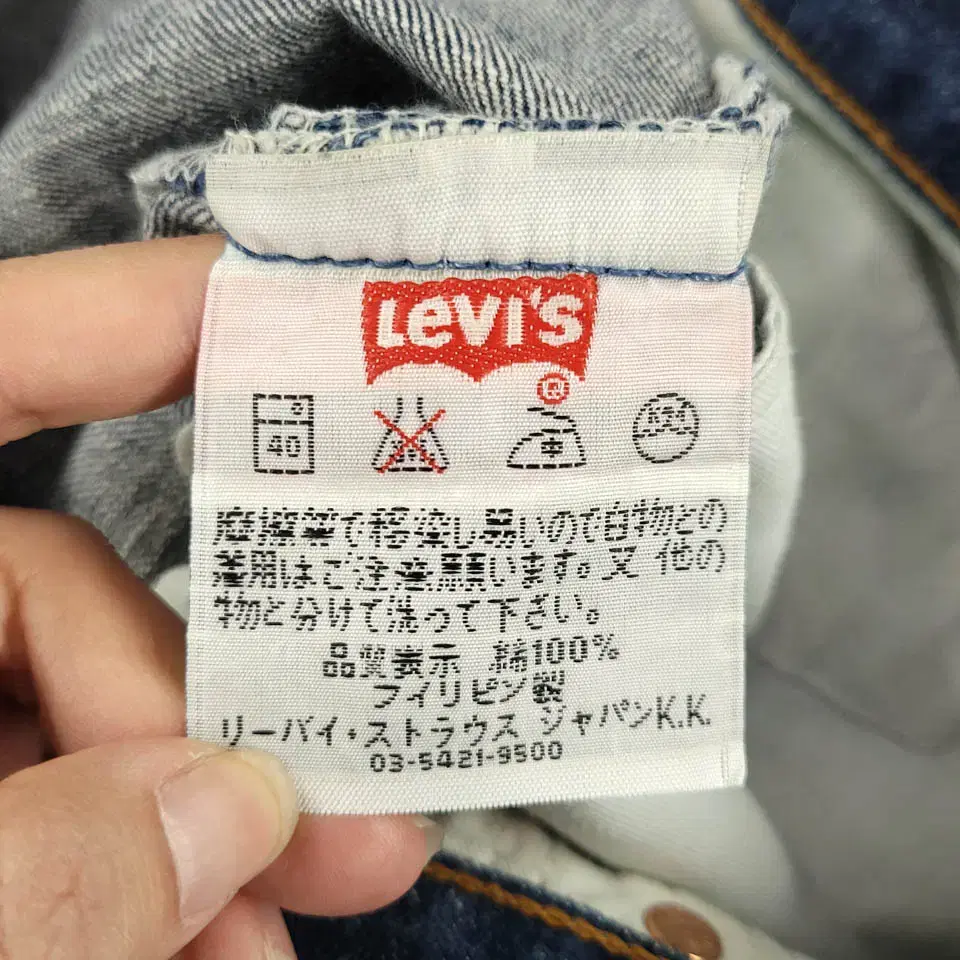 LEVI'S
®
40
中
摩擦等で移染し易いので白物との
着用はご注意願います。又 他の
物と分けて洗って下さい。
品質表示 綿100%
フィリピン製
リーバイ・ストラウス ジャパンK.K.
03-5421-9500